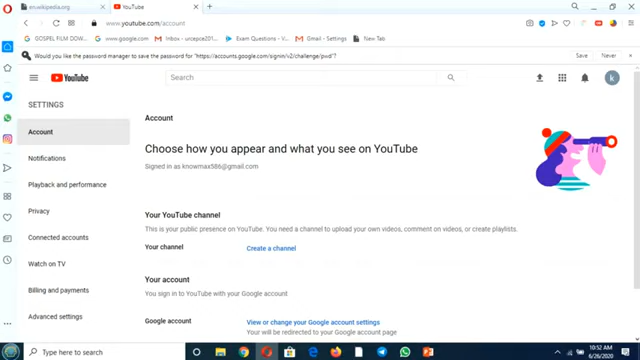 en.wikipedia.org
YouTube
www.youtube.com/account
GOSPEL FILM DOW
www.google.com
Inbox - urcepce201...
Exam Questions - V...
Gmail - Settings
New Tab
Would you like the password manager to save the password for "https://accounts.google.com/signin/v2/challenge/pwd"?
Save
Never
YouTube
Search
k
SETTINGS
Account
Notifications
Playback and performance
Privacy
Connected accounts
Watch on TV
Billing and payments
Advanced settings
Account
Choose how you appear and what you see on YouTube
Signed in as knowmax586@gmail.com
Your YouTube channel
This is your public presence on YouTube. You need a channel to upload your own videos, comment on videos, or create playlists.
Your channel
Create a channel
Your account
You sign in to YouTube with your Google account
Google account
View or change your Google account settings
You will be redirected to your Google account page
Type here to search
10:52 AM
6/26/2020